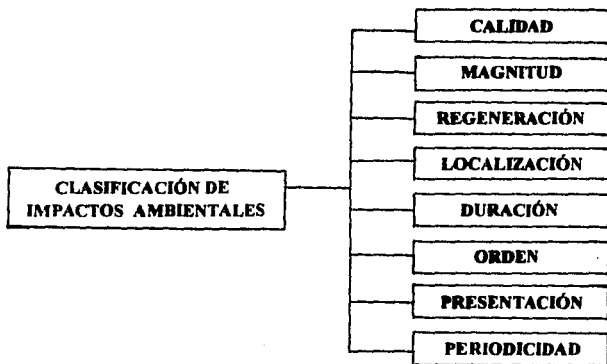 CALIDAD
MAGNITUD
REGENERACIÓN
LOCALIZACIÓN
CLASIFICACIÓN DE
IMPACTOS AMBIENTALES
DURACIÓN
ORDEN
PRESENTACIÓN
PERIODICIDAD